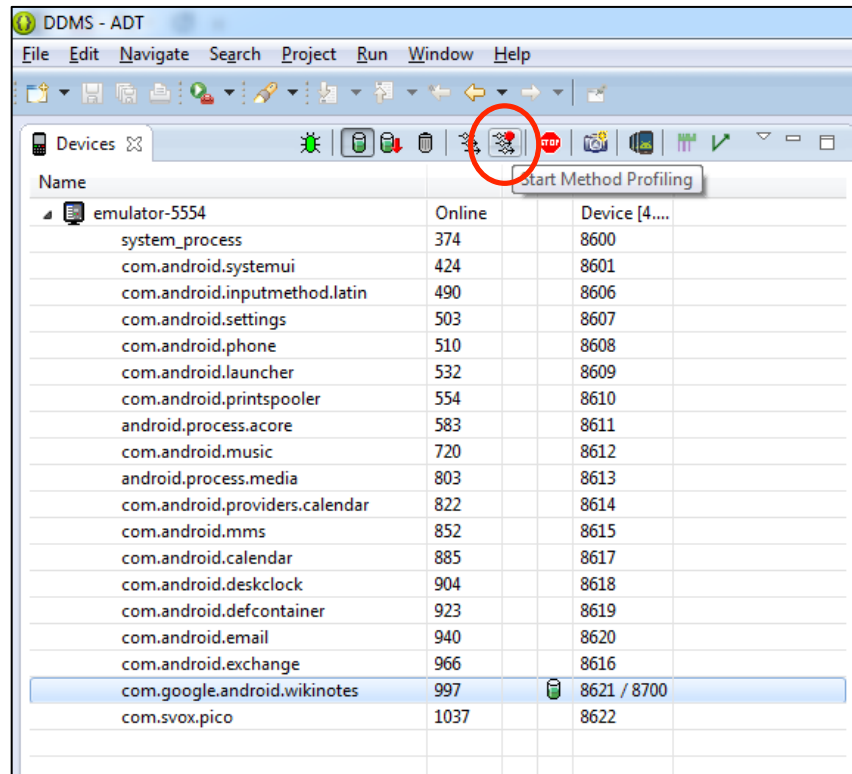 DDMS - ADT
File Edit Navigate Search Project Run Window Help
Devices
STOP
Start Method Profiling
Name
emulator-5554 Online Device [4....
system_process 374 8600
com.android.systemui 424 8601
com.android.inputmethod.latin 490 8606
com.android.settings 503 8607
com.android.phone 510 8608
com.android.launcher 532 8609
com.android.printspooler 554 8610
android.process.acore 583 8611
com.android.music 720 8612
android.process.media 803 8613
com.android.providers.calendar 822 8614
com.android.mms 852 8615
com.android.calendar 885 8617
com.android.deskclock 904 8618
com.android.defcontainer 923 8619
com.android.email 940 8620
com.android.exchange 966 8616
com.google.android.wikinotes 997 8621 / 8700
com.svox.pico 1037 8622